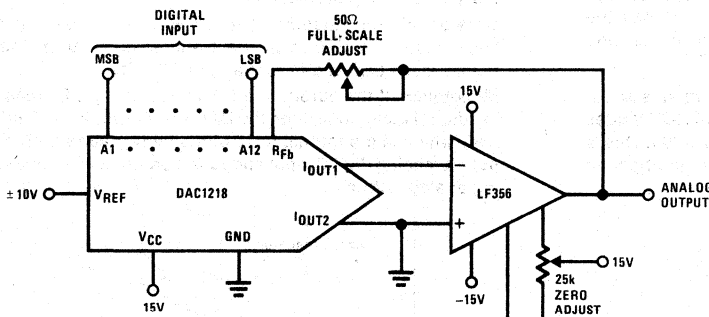 DIGITAL
INPUT
50Ω
FULL-SCALE
ADJUST
MSB
LSB
15V
A1
A12
RFb
IOUT1
−
± 10V
VREF
DAC1218
LF356
ANALOG
OUTPUT
IOUT2
+
VCC
GND
15V
-15V
15V
25k
ZERO
ADJUST